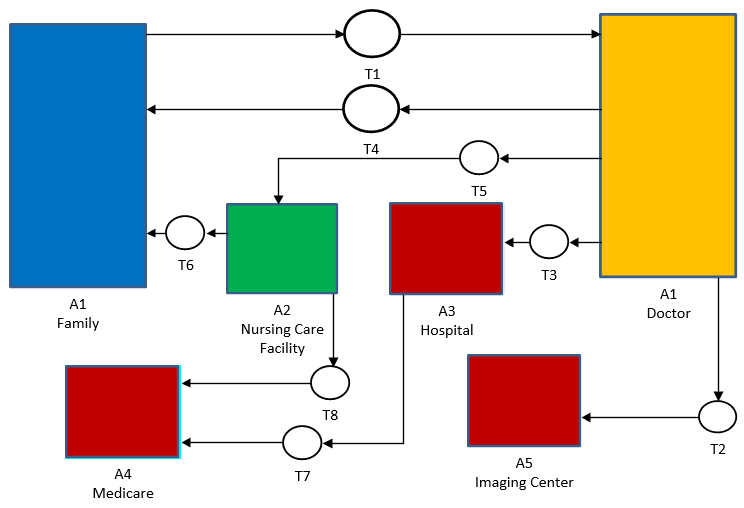 T1
T4
T5
T6
T3
A1
Family
A2
Nursing Care
Facility
A3
Hospital
A1
Doctor
T8
T2
T7
A4
Medicare
A5
Imaging Center